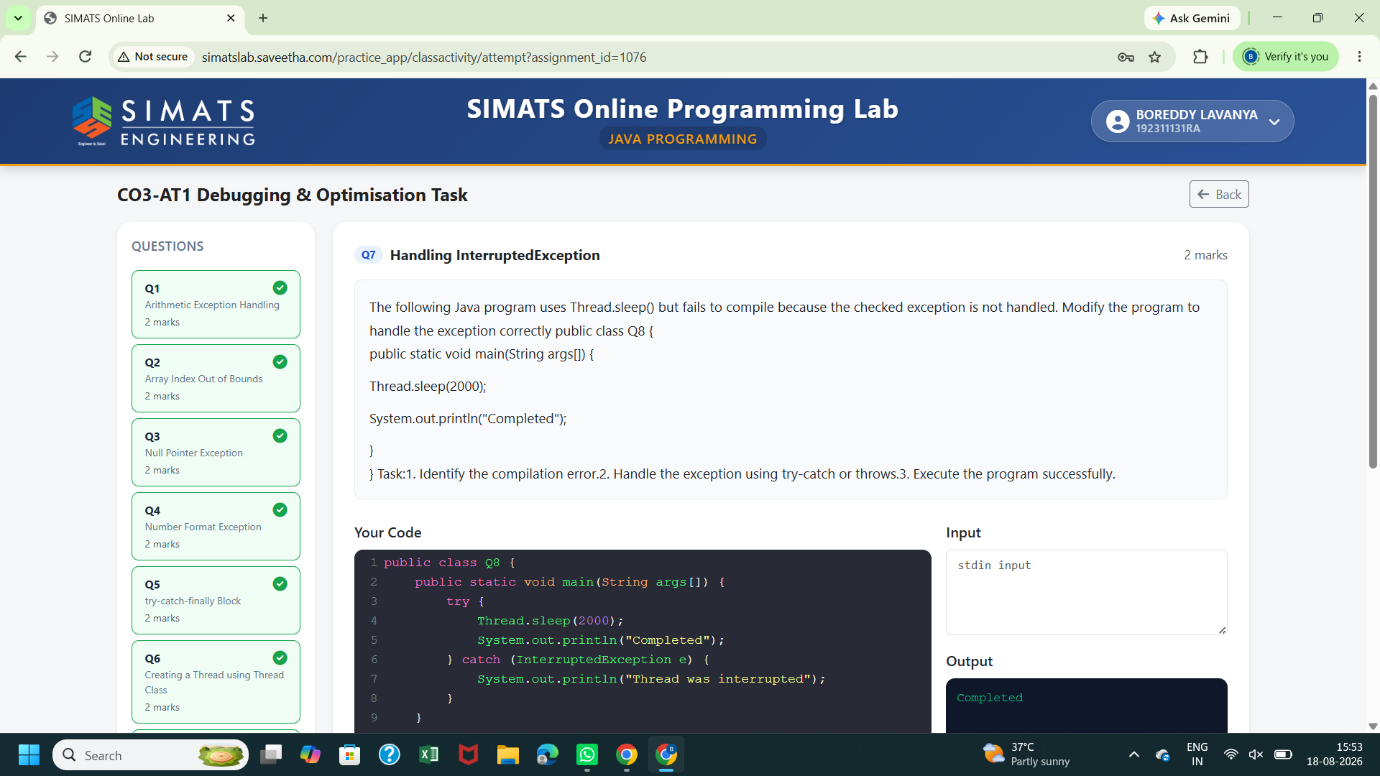 SIMATS Online Lab
Ask Gemini
Not secure
simatslab.saveetha.com/practice_app/classactivity/attempt?assignment_id=1076
B
Verify it's you
SIMATS
ENGINEERING
Engineer to Excel
SIMATS Online Programming Lab
JAVA PROGRAMMING
BOREDDY LAVANYA
192311131RA
CO3-AT1 Debugging & Optimisation Task
Back
QUESTIONS
Q1
Arithmetic Exception Handling
2 marks
Q2
Array Index Out of Bounds
2 marks
Q3
Null Pointer Exception
2 marks
Q4
Number Format Exception
2 marks
Q5
try-catch-finally Block
2 marks
Q6
Creating a Thread using Thread
Class
2 marks
Q7 Handling InterruptedException
2 marks
The following Java program uses Thread.sleep() but fails to compile because the checked exception is not handled. Modify the program to
handle the exception correctly public class Q8 {
public static void main(String args[]) {
Thread.sleep(2000);
System.out.println("Completed");
}
} Task:1. Identify the compilation error.2. Handle the exception using try-catch or throws.3. Execute the program successfully.
Your Code
1 public class Q8 {
2 public static void main(String args[]) {
3 try {
4 Thread.sleep(2000);
5 System.out.println("Completed");
6 } catch (InterruptedException e) {
7 System.out.println("Thread was interrupted");
8 }
9 }
Input
stdin input
Output
Completed
Search
37°C
Partly sunny
ENG
IN
15:53
18-08-2026